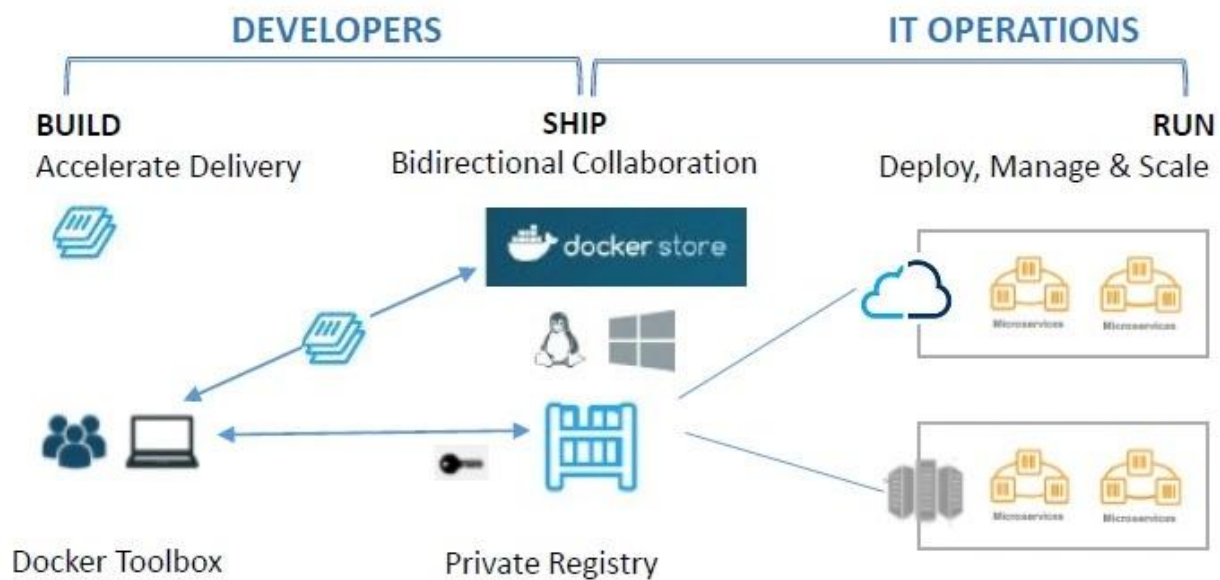 DEVELOPERS
IT OPERATIONS
BUILD
Accelerate Delivery
SHIP
Bidirectional Collaboration
RUN
Deploy, Manage & Scale
docker store
Microservices
Microservices
Microservices
Microservices
Docker Toolbox
Private Registry